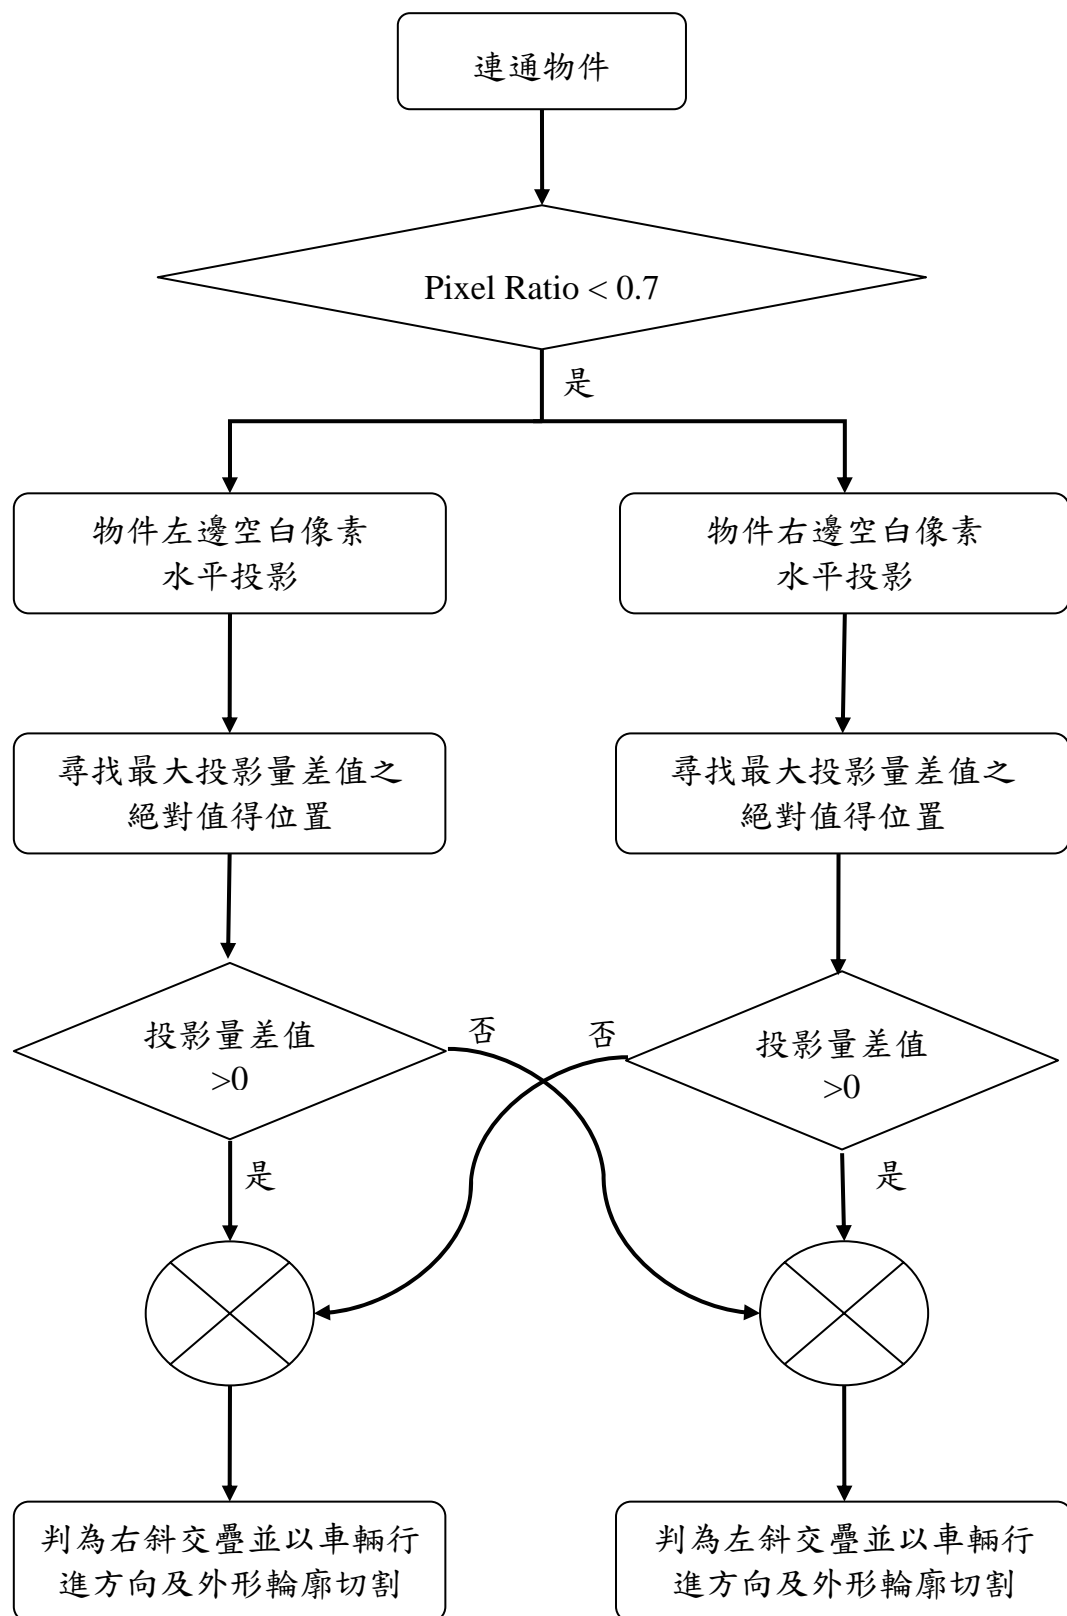 連通物件
Pixel Ratio < 0.7
是
物件左邊空白像素
水平投影
物件右邊空白像素
水平投影
尋找最大投影量差值之
絕對值得位置
尋找最大投影量差值之
絕對值得位置
投影量差值
>0
否
否
投影量差值
>0
是
是
判為右斜交疊並以車輛行
進方向及外形輪廓切割
判為左斜交疊並以車輛行
進方向及外形輪廓切割